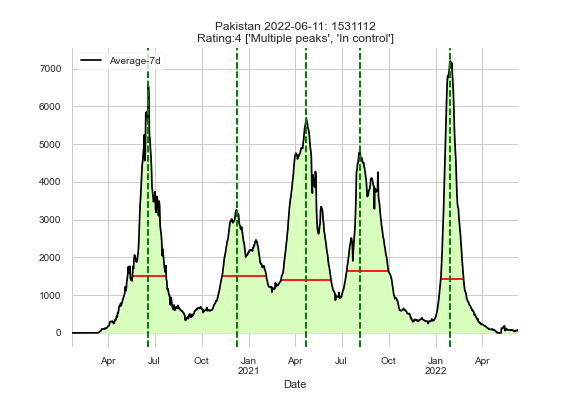 Pakistan 2022-06-11: 1531112
Rating:4 ['Multiple peaks', 'In control']
Average-7d
7000
6000
5000
4000
3000
2000
1000
0
Apr Jul Oct Jan Apr Jul Oct Jan Apr
2021 2022
Date